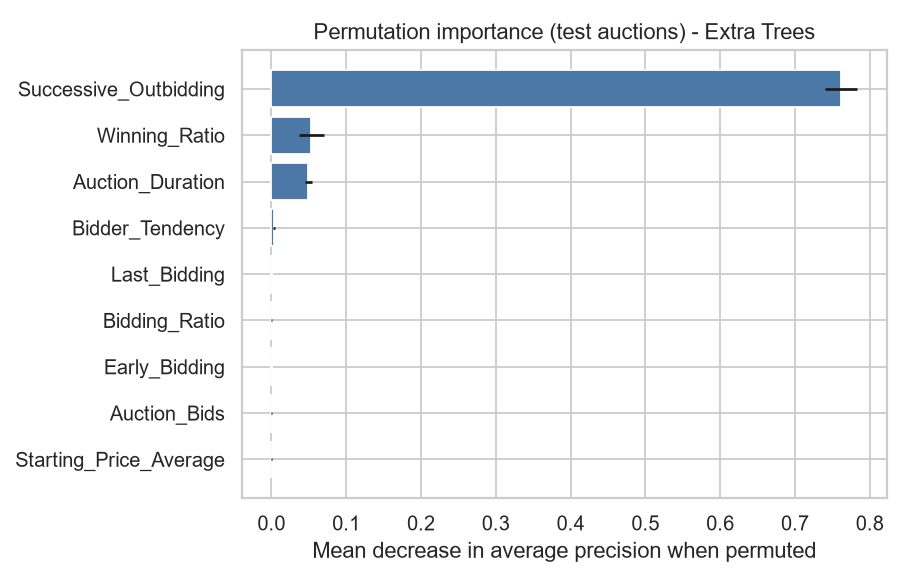 Permutation importance (test auctions) - Extra Trees
Successive_Outbidding
Winning_Ratio
Auction_Duration
Bidder_Tendency
Last_Bidding
Bidding_Ratio
Early_Bidding
Auction_Bids
Starting_Price_Average
0.0 0.1 0.2 0.3 0.4 0.5 0.6 0.7 0.8
Mean decrease in average precision when permuted